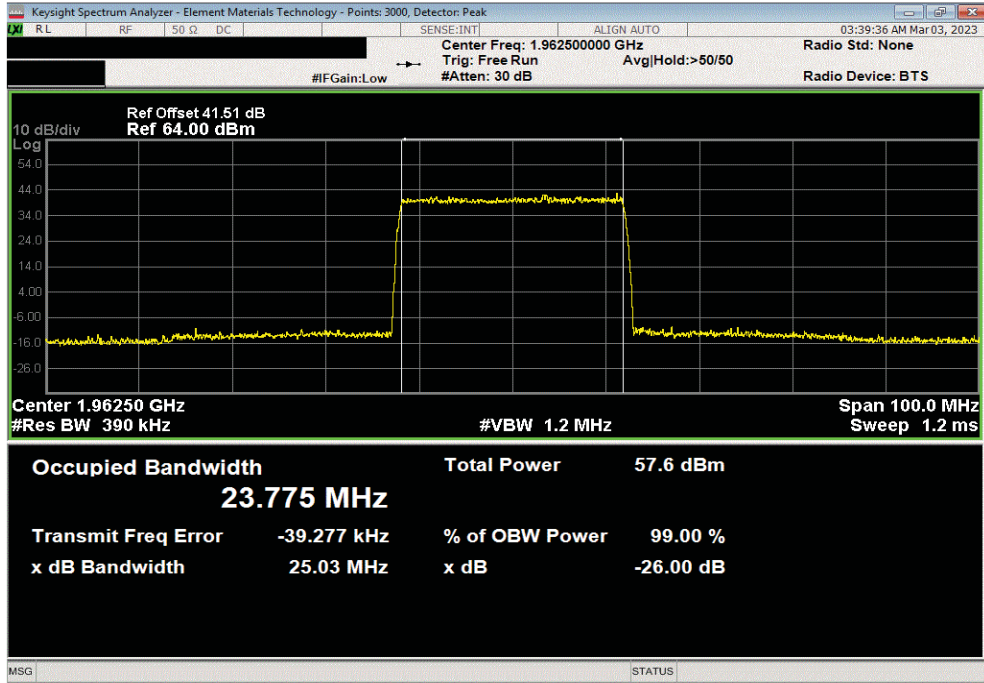 Keysight Spectrum Analyzer - Element Materials Technology - Points: 3000, Detector: Peak
LXI RL RF 50 Ω DC SENSE:INT ALIGN AUTO 03:39:36 AM Mar 03, 2023
Center Freq: 1.962500000 GHz Radio Std: None
Trig: Free Run Avg|Hold:>50/50
#IFGain:Low #Atten: 30 dB Radio Device: BTS
Ref Offset 41.51 dB
10 dB/div Ref 64.00 dBm
Log
54.0
44.0
34.0
24.0
14.0
4.00
-6.00
-16.0
-26.0
Center 1.96250 GHz Span 100.0 MHz
#Res BW 390 kHz #VBW 1.2 MHz Sweep 1.2 ms
Occupied Bandwidth Total Power 57.6 dBm
23.775 MHz
Transmit Freq Error -39.277 kHz % of OBW Power 99.00 %
x dB Bandwidth 25.03 MHz x dB -26.00 dB
MSG STATUS